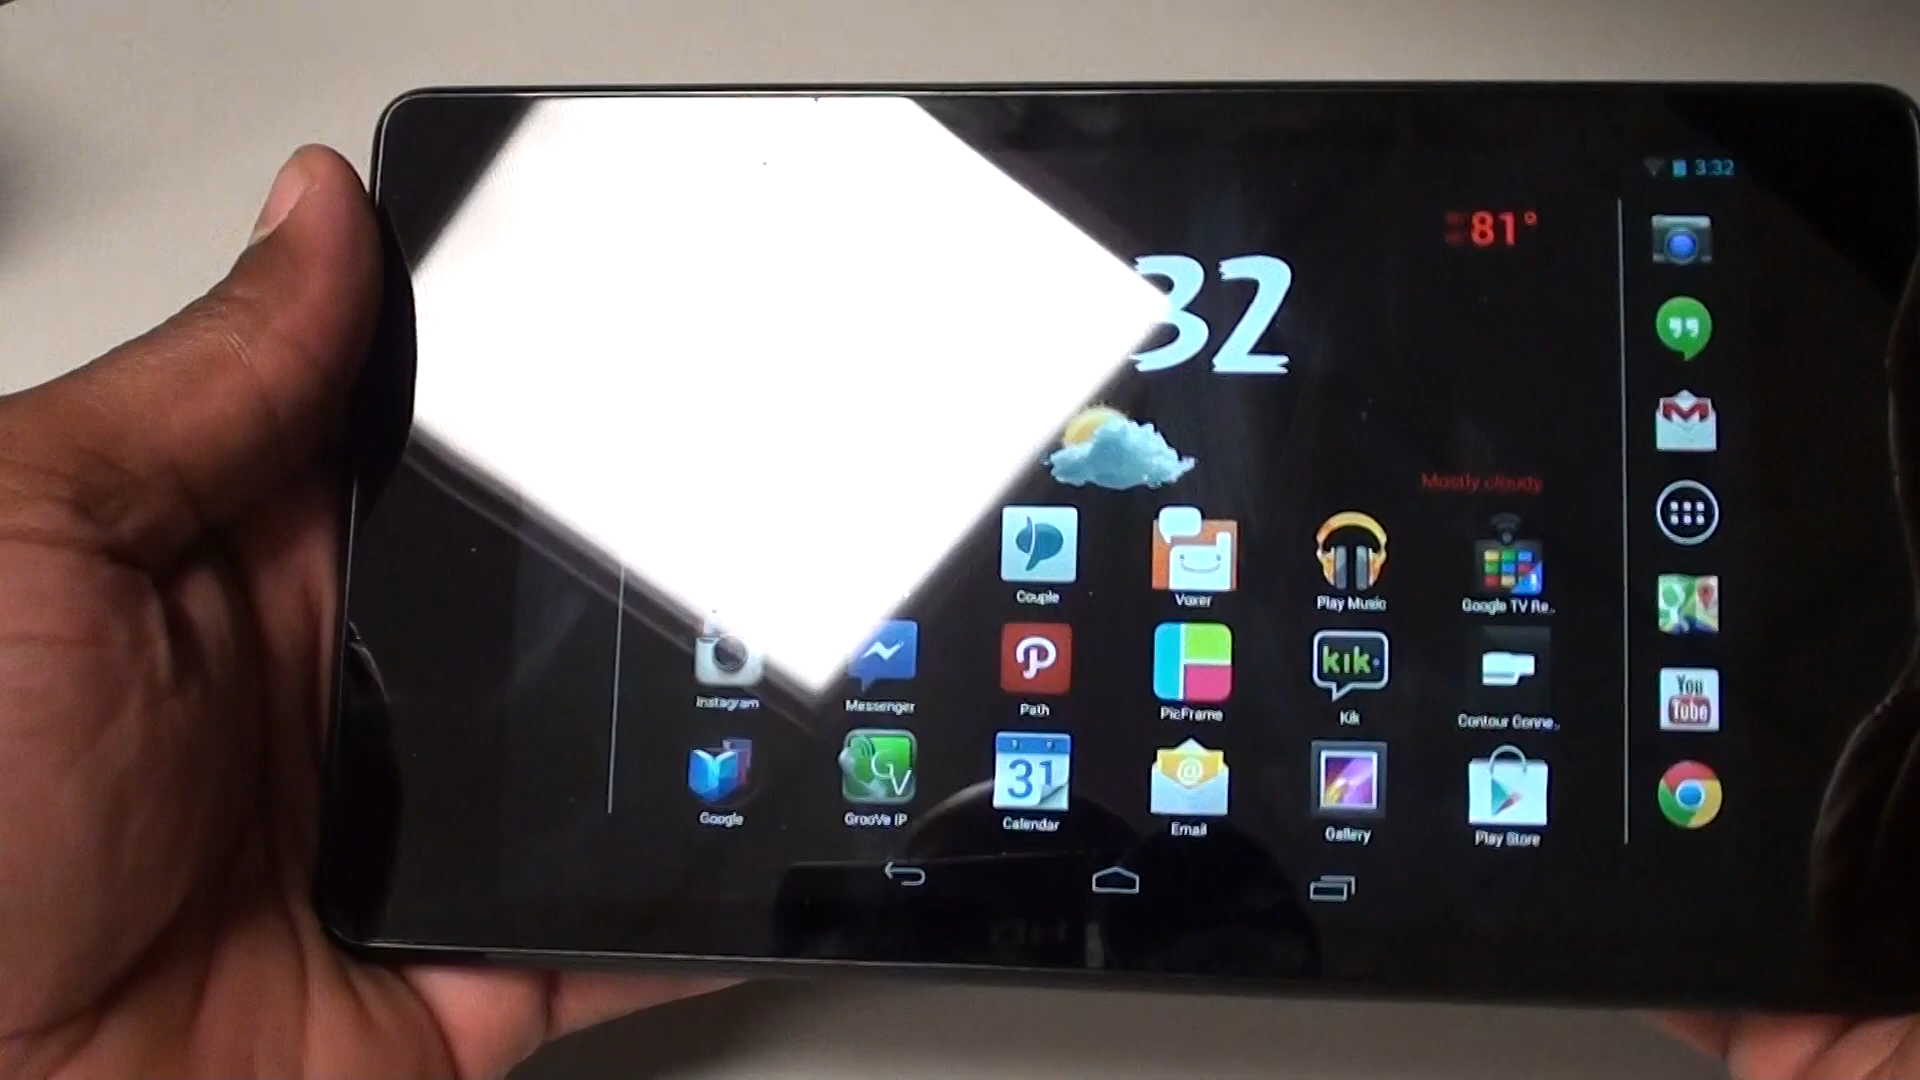 3:32
81°
32
Mostly cloudy
Couple
Voxer
Play Music
Google TV Re..
kik
Instagram
Messenger
Path
PicFrame
Kik
Contour Conne..
You
Tube
GV
31
@
Google
GrooVe IP
Calendar
Email
Gallery
Play Store